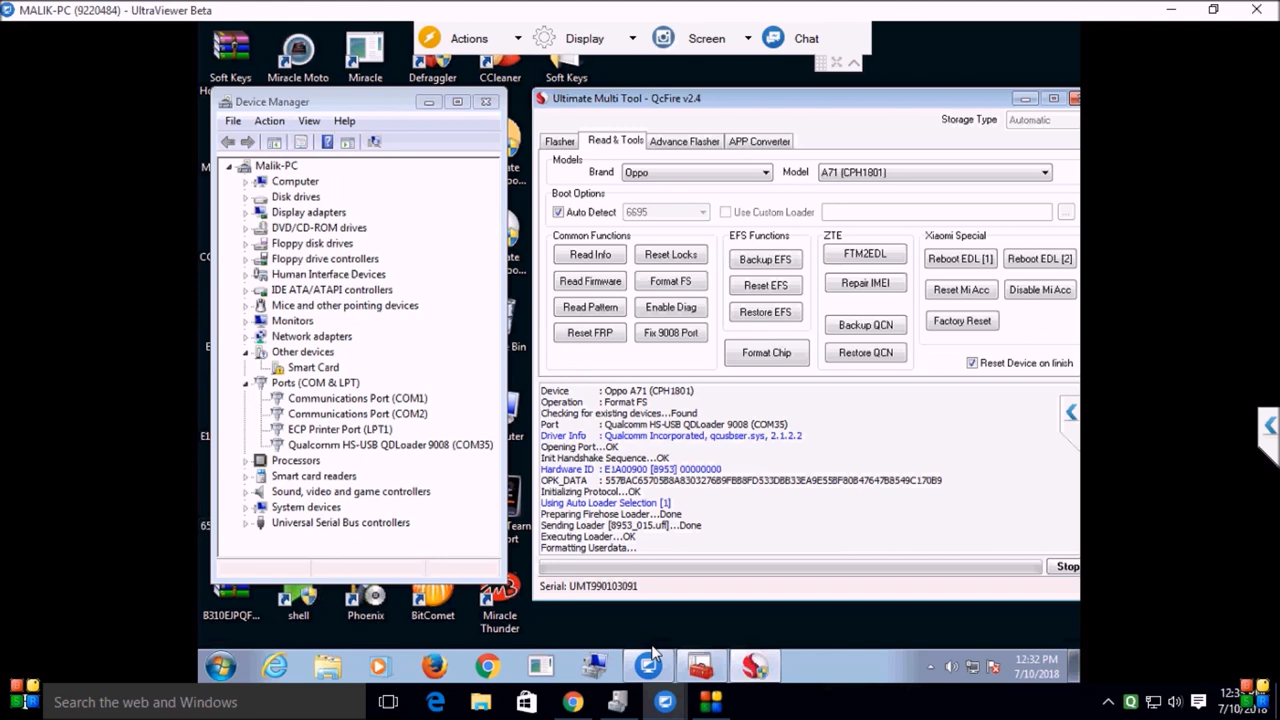 MALIK-PC (9220484) - UltraViewer Beta
Actions Display Screen Chat
Soft Keys Miracle Moto Miracle Defraggler CCleaner Soft Keys
Device Manager
File Action View Help
Malik-PC
Computer
Disk drives
Display adapters
DVD/CD-ROM drives
Floppy disk drives
Floppy drive controllers
Human Interface Devices
IDE ATA/ATAPI controllers
Mice and other pointing devices
Monitors
Network adapters
Other devices
Smart Card
Ports (COM & LPT)
Communications Port (COM1)
Communications Port (COM2)
ECP Printer Port (LPT1)
Qualcomm HS-USB QDLoader 9008 (COM35)
Processors
Smart card readers
Sound, video and game controllers
System devices
Universal Serial Bus controllers
Ultimate Multi Tool - QcFire v2.4
Storage Type Automatic
Flasher Read & Tools Advance Flasher APP Converter
Models
Brand Oppo Model A71 (CPH1801)
Boot Options
Auto Detect 6695 Use Custom Loader ...
Common Functions EFS Functions ZTE Xiaomi Special
Read Info Reset Locks Backup EFS FTM2EDL Reboot EDL [1] Reboot EDL [2]
Read Firmware Format FS Reset EFS Repair IMEI Reset Mi Acc Disable Mi Acc
Read Pattern Enable Diag Restore EFS Backup QCN Factory Reset
Reset FRP Fix 9008 Port Format Chip Restore QCN
Reset Device on finish
Device : Oppo A71 (CPH1801)
Operation : Format FS
Checking for existing devices...Found
Port : Qualcomm HS-USB QDLoader 9008 (COM35)
Driver Info : Qualcomm Incorporated, qcusbser.sys, 2.1.2.2
Opening Port...OK
Init Handshake Sequence...OK
Hardware ID : E1A00900 [8953] 00000000
Initializing Protocol...OK
Using Auto Loader Selection [1]
Preparing Firehose Loader...Done
Sending Loader [8953_015.ufl]...Done
Executing Loader...OK
Formatting Userdata...
Stop
Serial: UMT990103091
B310EJPQF... shell Phoenix BitComet Miracle
Thunder
12:32 PM
7/10/2018
Search the web and Windows